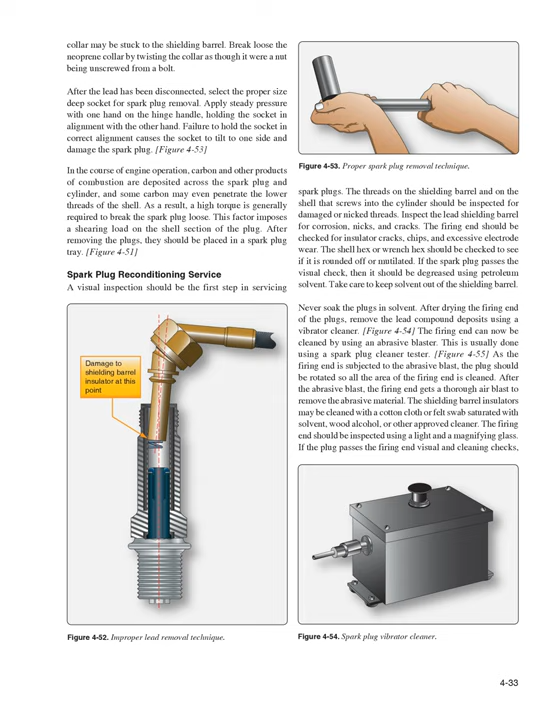 collar may be stuck to the shielding barrel. Break loose the
neoprene collar by twisting the collar as though it were a nut
being unscrewed from a bolt.
After the lead has been disconnected, select the proper size
deep socket for spark plug removal. Apply steady pressure
with one hand on the hinge handle, holding the socket in
alignment with the other hand. Failure to hold the socket in
correct alignment causes the socket to tilt to one side and
damage the spark plug. [Figure 4-53]
In the course of engine operation, carbon and other products
of combustion are deposited across the spark plug and
cylinder, and some carbon may even penetrate the lower
threads of the shell. As a result, a high torque is generally
required to break the spark plug loose. This factor imposes
a shearing load on the shell section of the plug. After
removing the plugs, they should be placed in a spark plug
tray. [Figure 4-51]
Spark Plug Reconditioning Service
A visual inspection should be the first step in servicing
Damage to
shielding barrel
insulator at this
point
Figure 4-52. Improper lead removal technique.
Figure 4-53. Proper spark plug removal technique.
spark plugs. The threads on the shielding barrel and on the
shell that screws into the cylinder should be inspected for
damaged or nicked threads. Inspect the lead shielding barrel
for corrosion, nicks, and cracks. The firing end should be
checked for insulator cracks, chips, and excessive electrode
wear. The shell hex or wrench hex should be checked to see
if it is rounded off or mutilated. If the spark plug passes the
visual check, then it should be degreased using petroleum
solvent. Take care to keep solvent out of the shielding barrel.
Never soak the plugs in solvent. After drying the firing end
of the plugs, remove the lead compound deposits using a
vibrator cleaner. [Figure 4-54] The firing end can now be
cleaned by using an abrasive blaster. This is usually done
using a spark plug cleaner tester. [Figure 4-55] As the
firing end is subjected to the abrasive blast, the plug should
be rotated so all the area of the firing end is cleaned. After
the abrasive blast, the firing end gets a thorough air blast to
remove the abrasive material. The shielding barrel insulators
may be cleaned with a cotton cloth or felt swab saturated with
solvent, wood alcohol, or other approved cleaner. The firing
end should be inspected using a light and a magnifying glass.
If the plug passes the firing end visual and cleaning checks,
Figure 4-54. Spark plug vibrator cleaner.
4-33